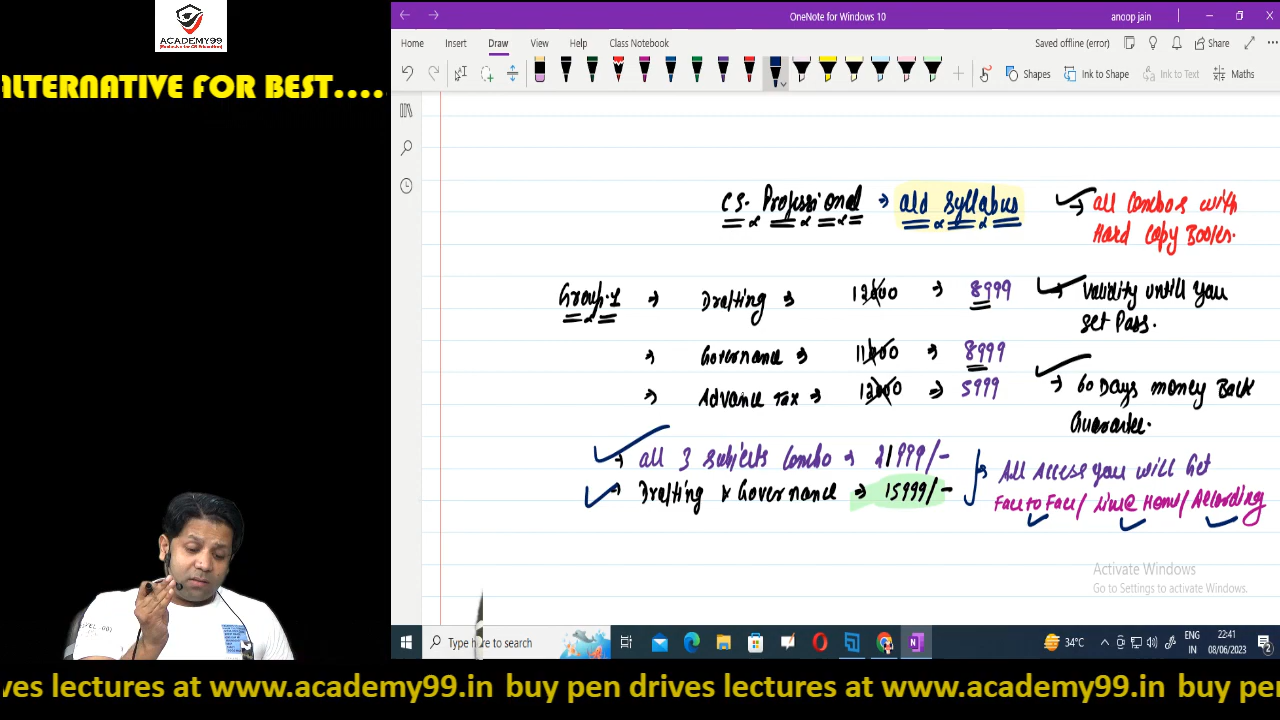 ACADEMY99
ALTERNATIVE FOR BEST.....
OneNote for Windows 10
anoop jain
Home Insert Draw View Help Class Notebook
Saved offline (error)
Share
Shapes
Ink to Shape
Ink to Text
Maths
CS. Professional → old syllabus
→ all Combos with
Hard Copy Books.
Group-1 → Drafting → 12000 → 8999
→ Validity until you
get Pass.
→ Governance → 11000 → 8999
→ Advance Tax → 12000 → 5999
→ 60 Days money Back
Guarantee.
→ all 3 subjects Combo → 21999/-
→ Drafting & Governance → 15999/-
All Access you will Get
Face to Face/ Live@Home/ According
Activate Windows
Go to Settings to activate Windows.
Type here to search
34°C
ENG
IN
22:41
08/06/2023
2
ves lectures at www.academy99.in buy pen drives lectures at www.academy99.in buy pen